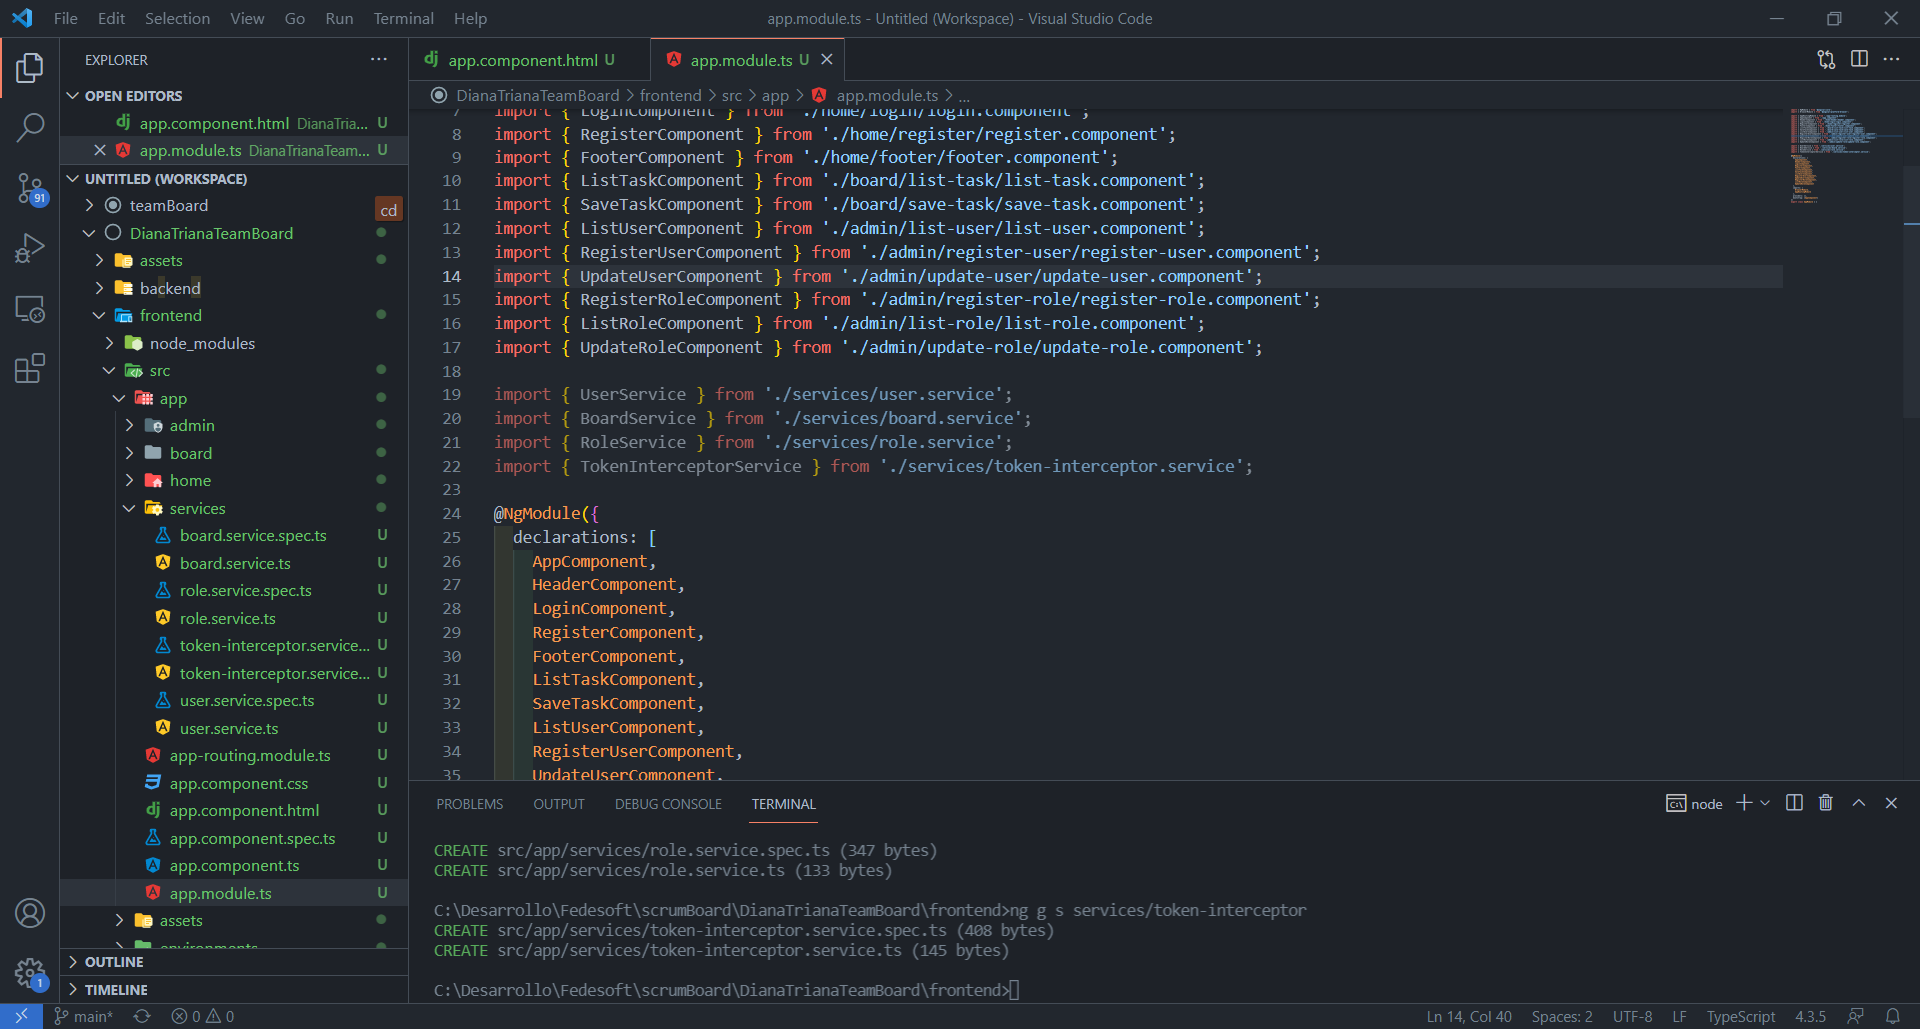 File Edit Selection View Go Run Terminal Help
app.module.ts - Untitled (Workspace) - Visual Studio Code
EXPLORER
OPEN EDITORS
app.component.html DianaTria... U
app.module.ts DianaTrianaTeam... U
UNTITLED (WORKSPACE)
teamBoard
cd
DianaTrianaTeamBoard
assets
backend
frontend
node_modules
src
app
admin
board
home
services
board.service.spec.ts U
board.service.ts U
role.service.spec.ts U
role.service.ts U
token-interceptor.service... U
token-interceptor.service... U
user.service.spec.ts U
user.service.ts U
app-routing.module.ts U
app.component.css U
app.component.html U
app.component.spec.ts U
app.component.ts U
app.module.ts U
assets
environments
OUTLINE
TIMELINE
91
1
app.component.html U
app.module.ts U
DianaTrianaTeamBoard > frontend > src > app > app.module.ts > ...
7 import { LoginComponent } from './home/login/login.component';
8 import { RegisterComponent } from './home/register/register.component';
9 import { FooterComponent } from './home/footer/footer.component';
10 import { ListTaskComponent } from './board/list-task/list-task.component';
11 import { SaveTaskComponent } from './board/save-task/save-task.component';
12 import { ListUserComponent } from './admin/list-user/list-user.component';
13 import { RegisterUserComponent } from './admin/register-user/register-user.component';
14 import { UpdateUserComponent } from './admin/update-user/update-user.component';
15 import { RegisterRoleComponent } from './admin/register-role/register-role.component';
16 import { ListRoleComponent } from './admin/list-role/list-role.component';
17 import { UpdateRoleComponent } from './admin/update-role/update-role.component';
18
19 import { UserService } from './services/user.service';
20 import { BoardService } from './services/board.service';
21 import { RoleService } from './services/role.service';
22 import { TokenInterceptorService } from './services/token-interceptor.service';
23
24 @NgModule({
25 declarations: [
26 AppComponent,
27 HeaderComponent,
28 LoginComponent,
29 RegisterComponent,
30 FooterComponent,
31 ListTaskComponent,
32 SaveTaskComponent,
33 ListUserComponent,
34 RegisterUserComponent,
35 UpdateUserComponent,
PROBLEMS OUTPUT DEBUG CONSOLE TERMINAL
node
CREATE src/app/services/role.service.spec.ts (347 bytes)
CREATE src/app/services/role.service.ts (133 bytes)
C:\Desarrollo\Fedesoft\scrumBoard\DianaTrianaTeamBoard\frontend>ng g s services/token-interceptor
CREATE src/app/services/token-interceptor.service.spec.ts (408 bytes)
CREATE src/app/services/token-interceptor.service.ts (145 bytes)
C:\Desarrollo\Fedesoft\scrumBoard\DianaTrianaTeamBoard\frontend>
main* 0 0
Ln 14, Col 40 Spaces: 2 UTF-8 LF TypeScript 4.3.5